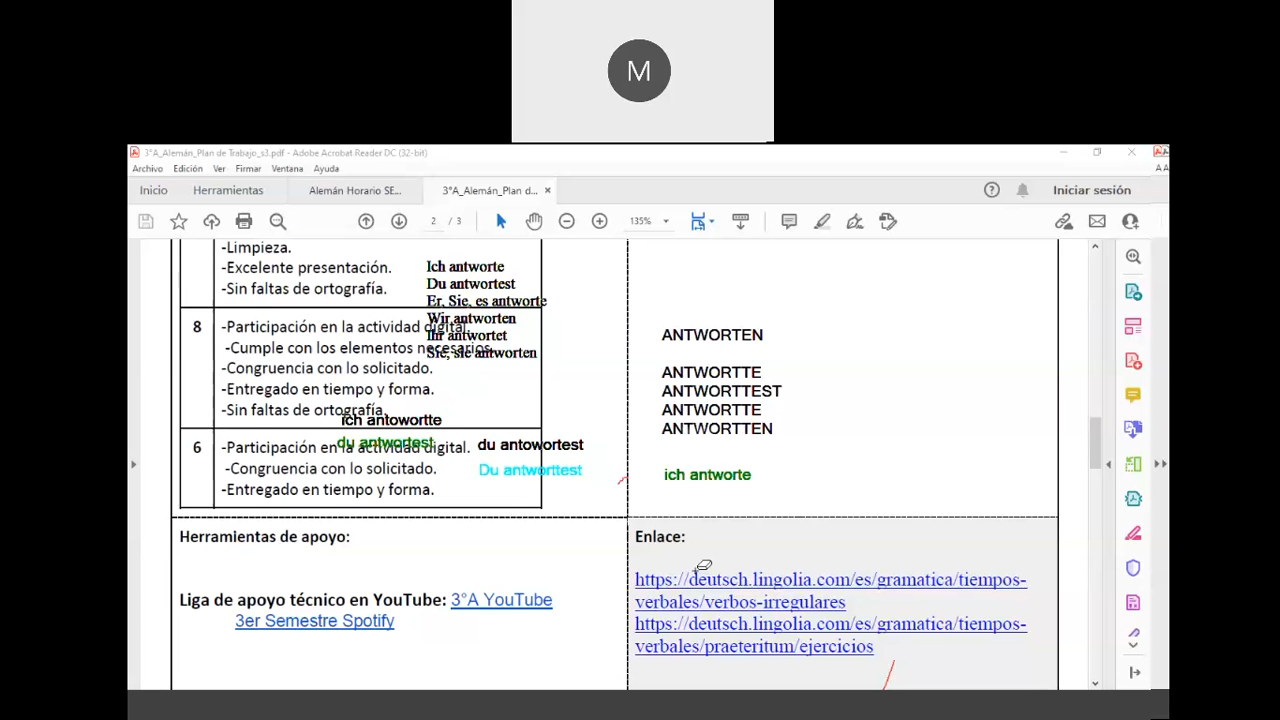 M
3°A_Alemán_Plan de Trabajo_s3.pdf - Adobe Acrobat Reader DC (32-bit)
Archivo Edición Ver Firmar Ventana Ayuda
A A
Inicio Herramientas Alemán Horario SE... 3°A_Alemán_Plan d... × Iniciar sesión
2 / 3 135%
-Limpieza.
-Excelente presentación.
-Sin faltas de ortografía.
Ich antworte
Du antwortest
Er, Sie, es antworte
Wir antworten
Ihr antwortet
Sie, sie antworten
8
-Participación en la actividad digital.
-Cumple con los elementos necesarios.
-Congruencia con lo solicitado.
-Entregado en tiempo y forma.
-Sin faltas de ortografía.
ich antowortte
du antwortest
6
-Participación en la actividad digital.
-Congruencia con lo solicitado.
-Entregado en tiempo y forma.
du antowortest
Du antworttest
ANTWORTEN
ANTWORTTE
ANTWORTTEST
ANTWORTTE
ANTWORTTEN
ich antworte
Herramientas de apoyo:
Liga de apoyo técnico en YouTube: 3°A YouTube
3er Semestre Spotify
Enlace:
https://deutsch.lingolia.com/es/gramatica/tiempos-
verbales/verbos-irregulares
https://deutsch.lingolia.com/es/gramatica/tiempos-
verbales/praeteritum/ejercicios